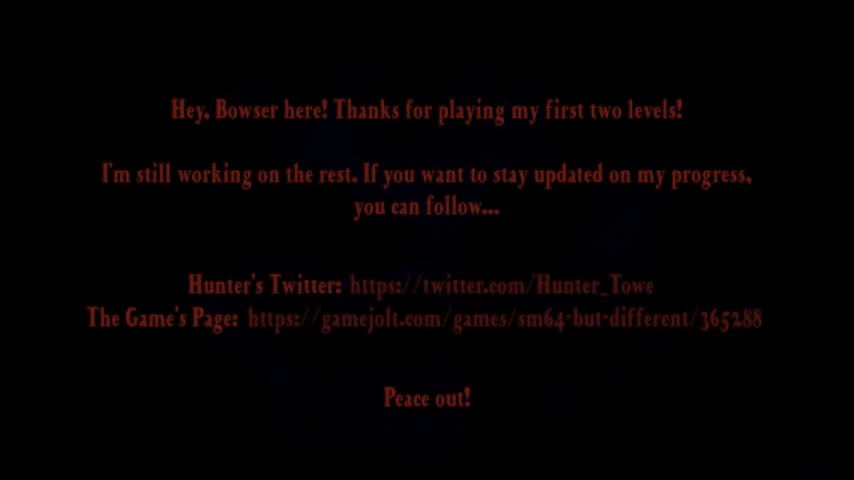 Hey, Bowser here! Thanks for playing my first two levels!
I'm still working on the rest. If you want to stay updated on my progress,
you can follow...
Hunter's Twitter: https://twitter.com/Hunter_Towe
The Game's Page: https://gamejolt.com/games/sm64-but-different/365288
Peace out!